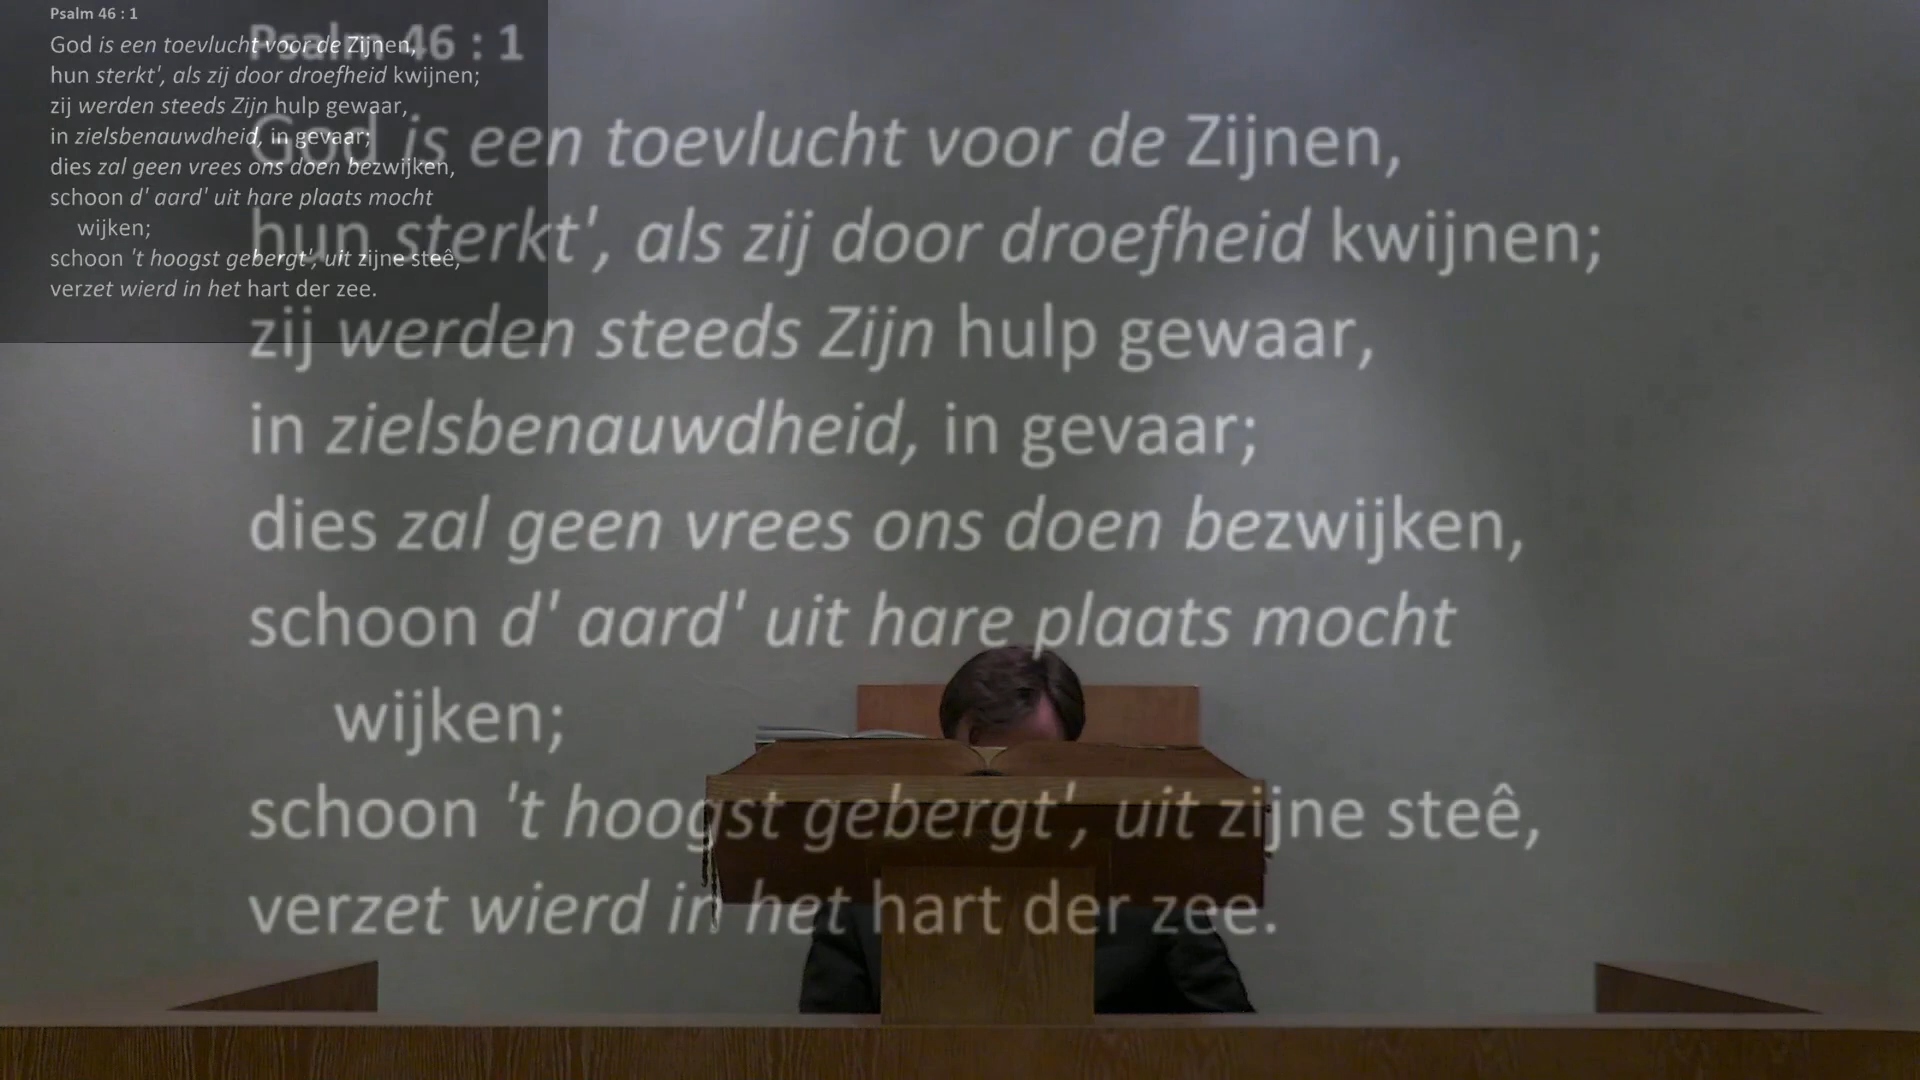 Psalm 46 : 1
God is een toevlucht voor de Zijnen,
hun sterkt', als zij door droefheid kwijnen;
zij werden steeds Zijn hulp gewaar,
in zielsbenauwdheid, in gevaar;
dies zal geen vrees ons doen bezwijken,
schoon d' aard' uit hare plaats mocht
wijken;
schoon 't hoogst gebergt', uit zijne steê,
verzet wierd in het hart der zee.
Psalm 46 : 1
God is een toevlucht voor de Zijnen,
hun sterkt', als zij door droefheid kwijnen;
zij werden steeds Zijn hulp gewaar,
in zielsbenauwdheid, in gevaar;
dies zal geen vrees ons doen bezwijken,
schoon d' aard' uit hare plaats mocht
wijken;
schoon 't hoogst gebergt', uit zijne steê,
verzet wierd in het hart der zee.